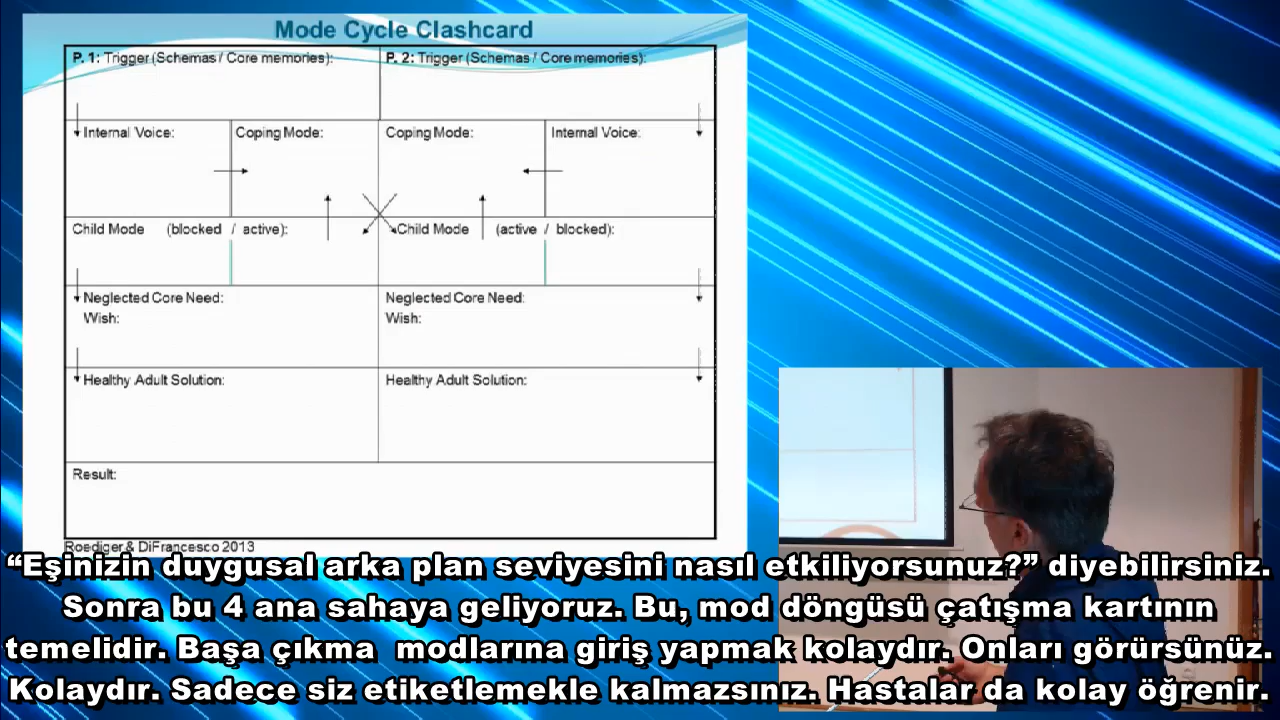 Mode Cycle Clashcard
P. 1: Trigger (Schemas / Core memories): P. 2: Trigger (Schemas / Core memories):
Internal Voice: Coping Mode: Coping Mode: Internal Voice:
Child Mode (blocked / active): Child Mode (active / blocked):
Neglected Core Need: Neglected Core Need:
Wish: Wish:
Healthy Adult Solution: Healthy Adult Solution:
Result:
Roediger & DiFrancesco 2013
“Eşinizin duygusal arka plan seviyesini nasıl etkiliyorsunuz?” diyebilirsiniz.
Sonra bu 4 ana sahaya geliyoruz. Bu, mod döngüsü çatışma kartının
temelidir. Başa çıkma modlarına giriş yapmak kolaydır. Onları görürsünüz.
Kolaydır. Sadece siz etiketlemekle kalmazsınız. Hastalar da kolay öğrenir.